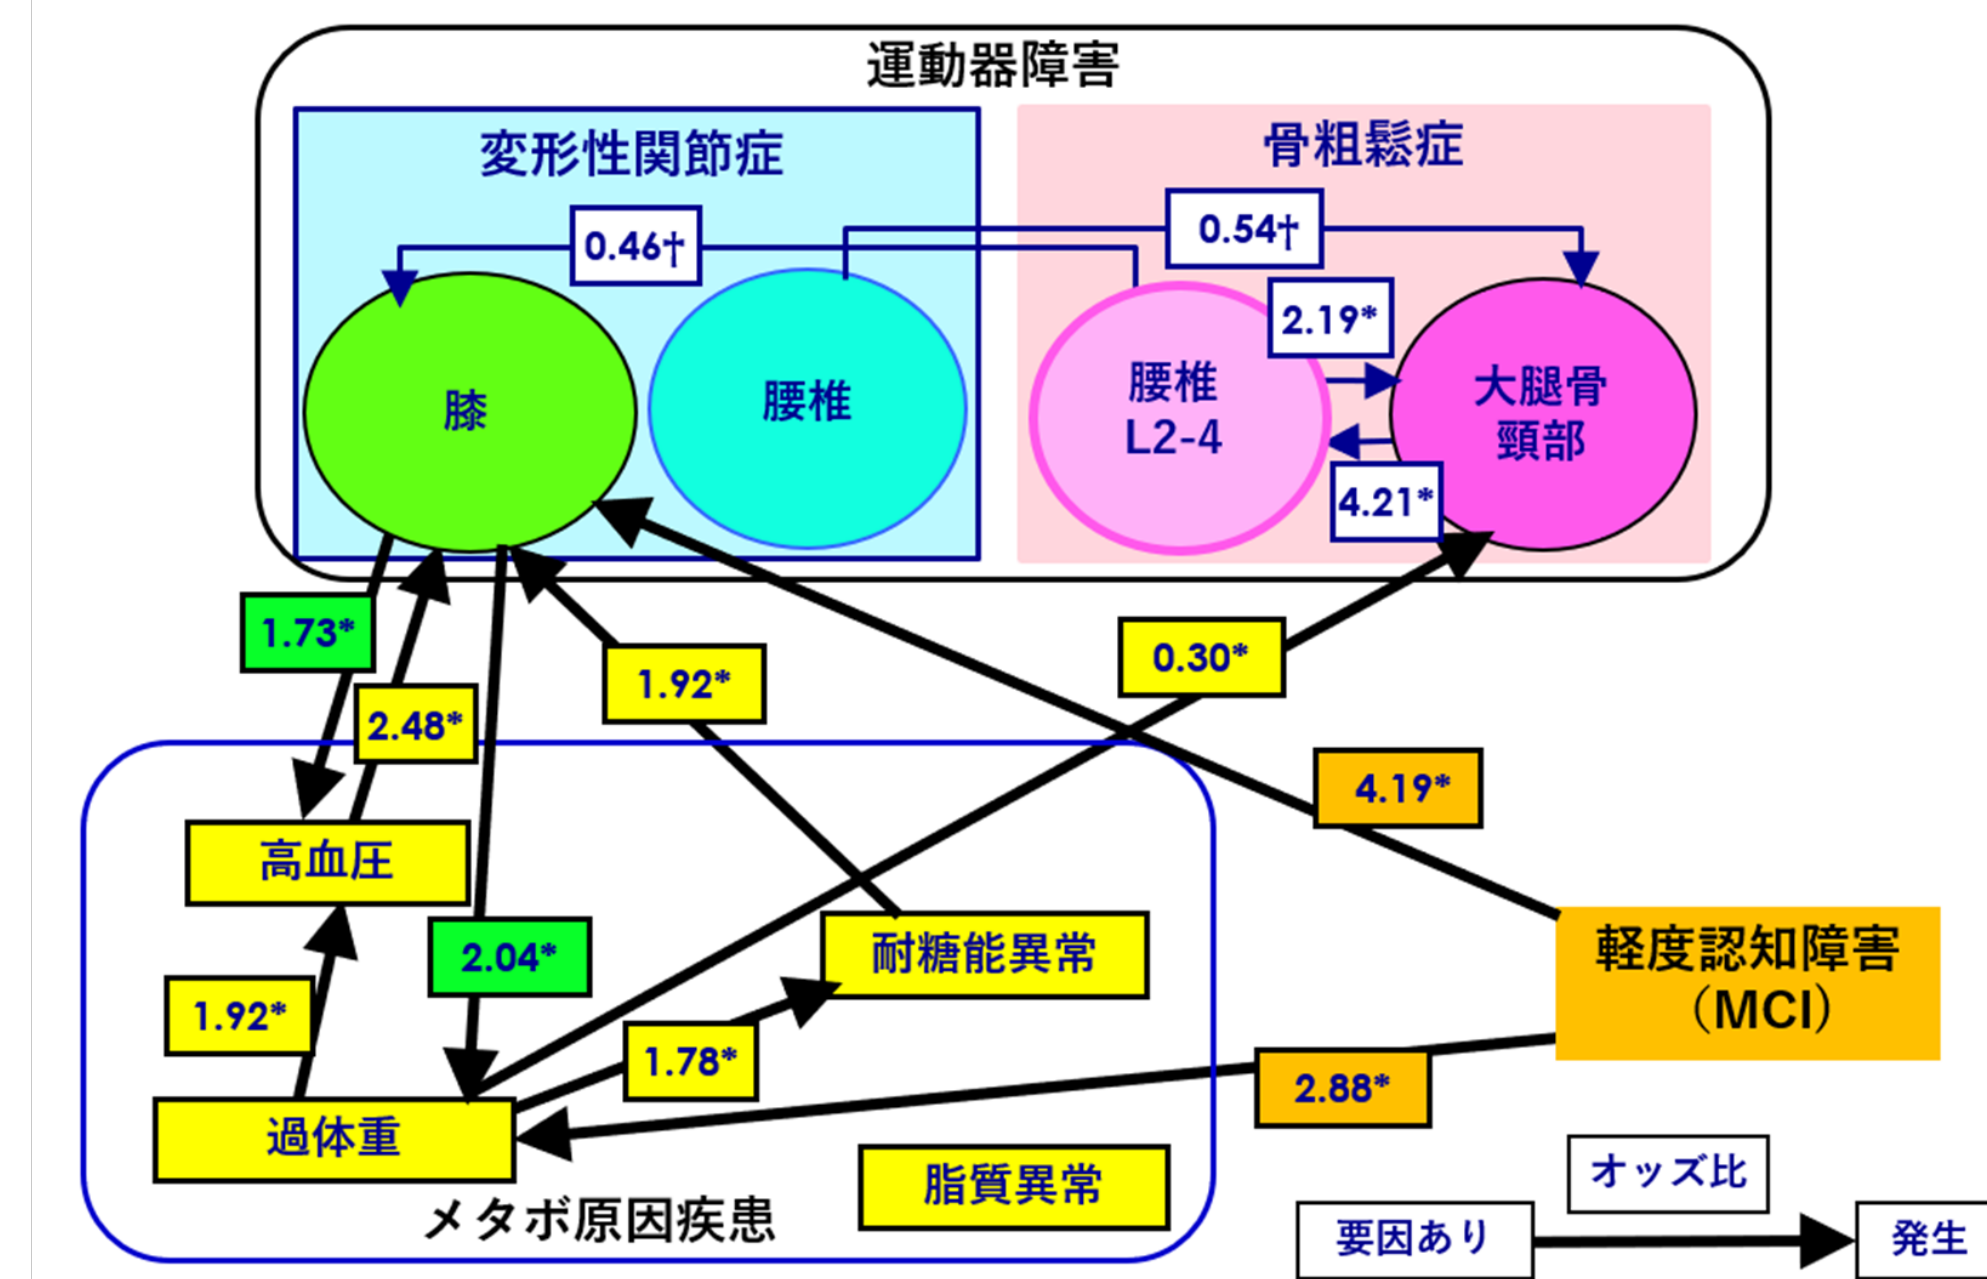 運動器障害
変形性関節症
骨粗鬆症
0.46†
0.54†
2.19*
膝
腰椎
腰椎
L2-4
大腿骨
頸部
4.21*
1.73*
2.48*
1.92*
0.30*
4.19*
高血圧
2.04*
耐糖能異常
軽度認知障害
（MCI）
1.92*
1.78*
2.88*
過体重
脂質異常
メタボ原因疾患
オッズ比
要因あり
発生